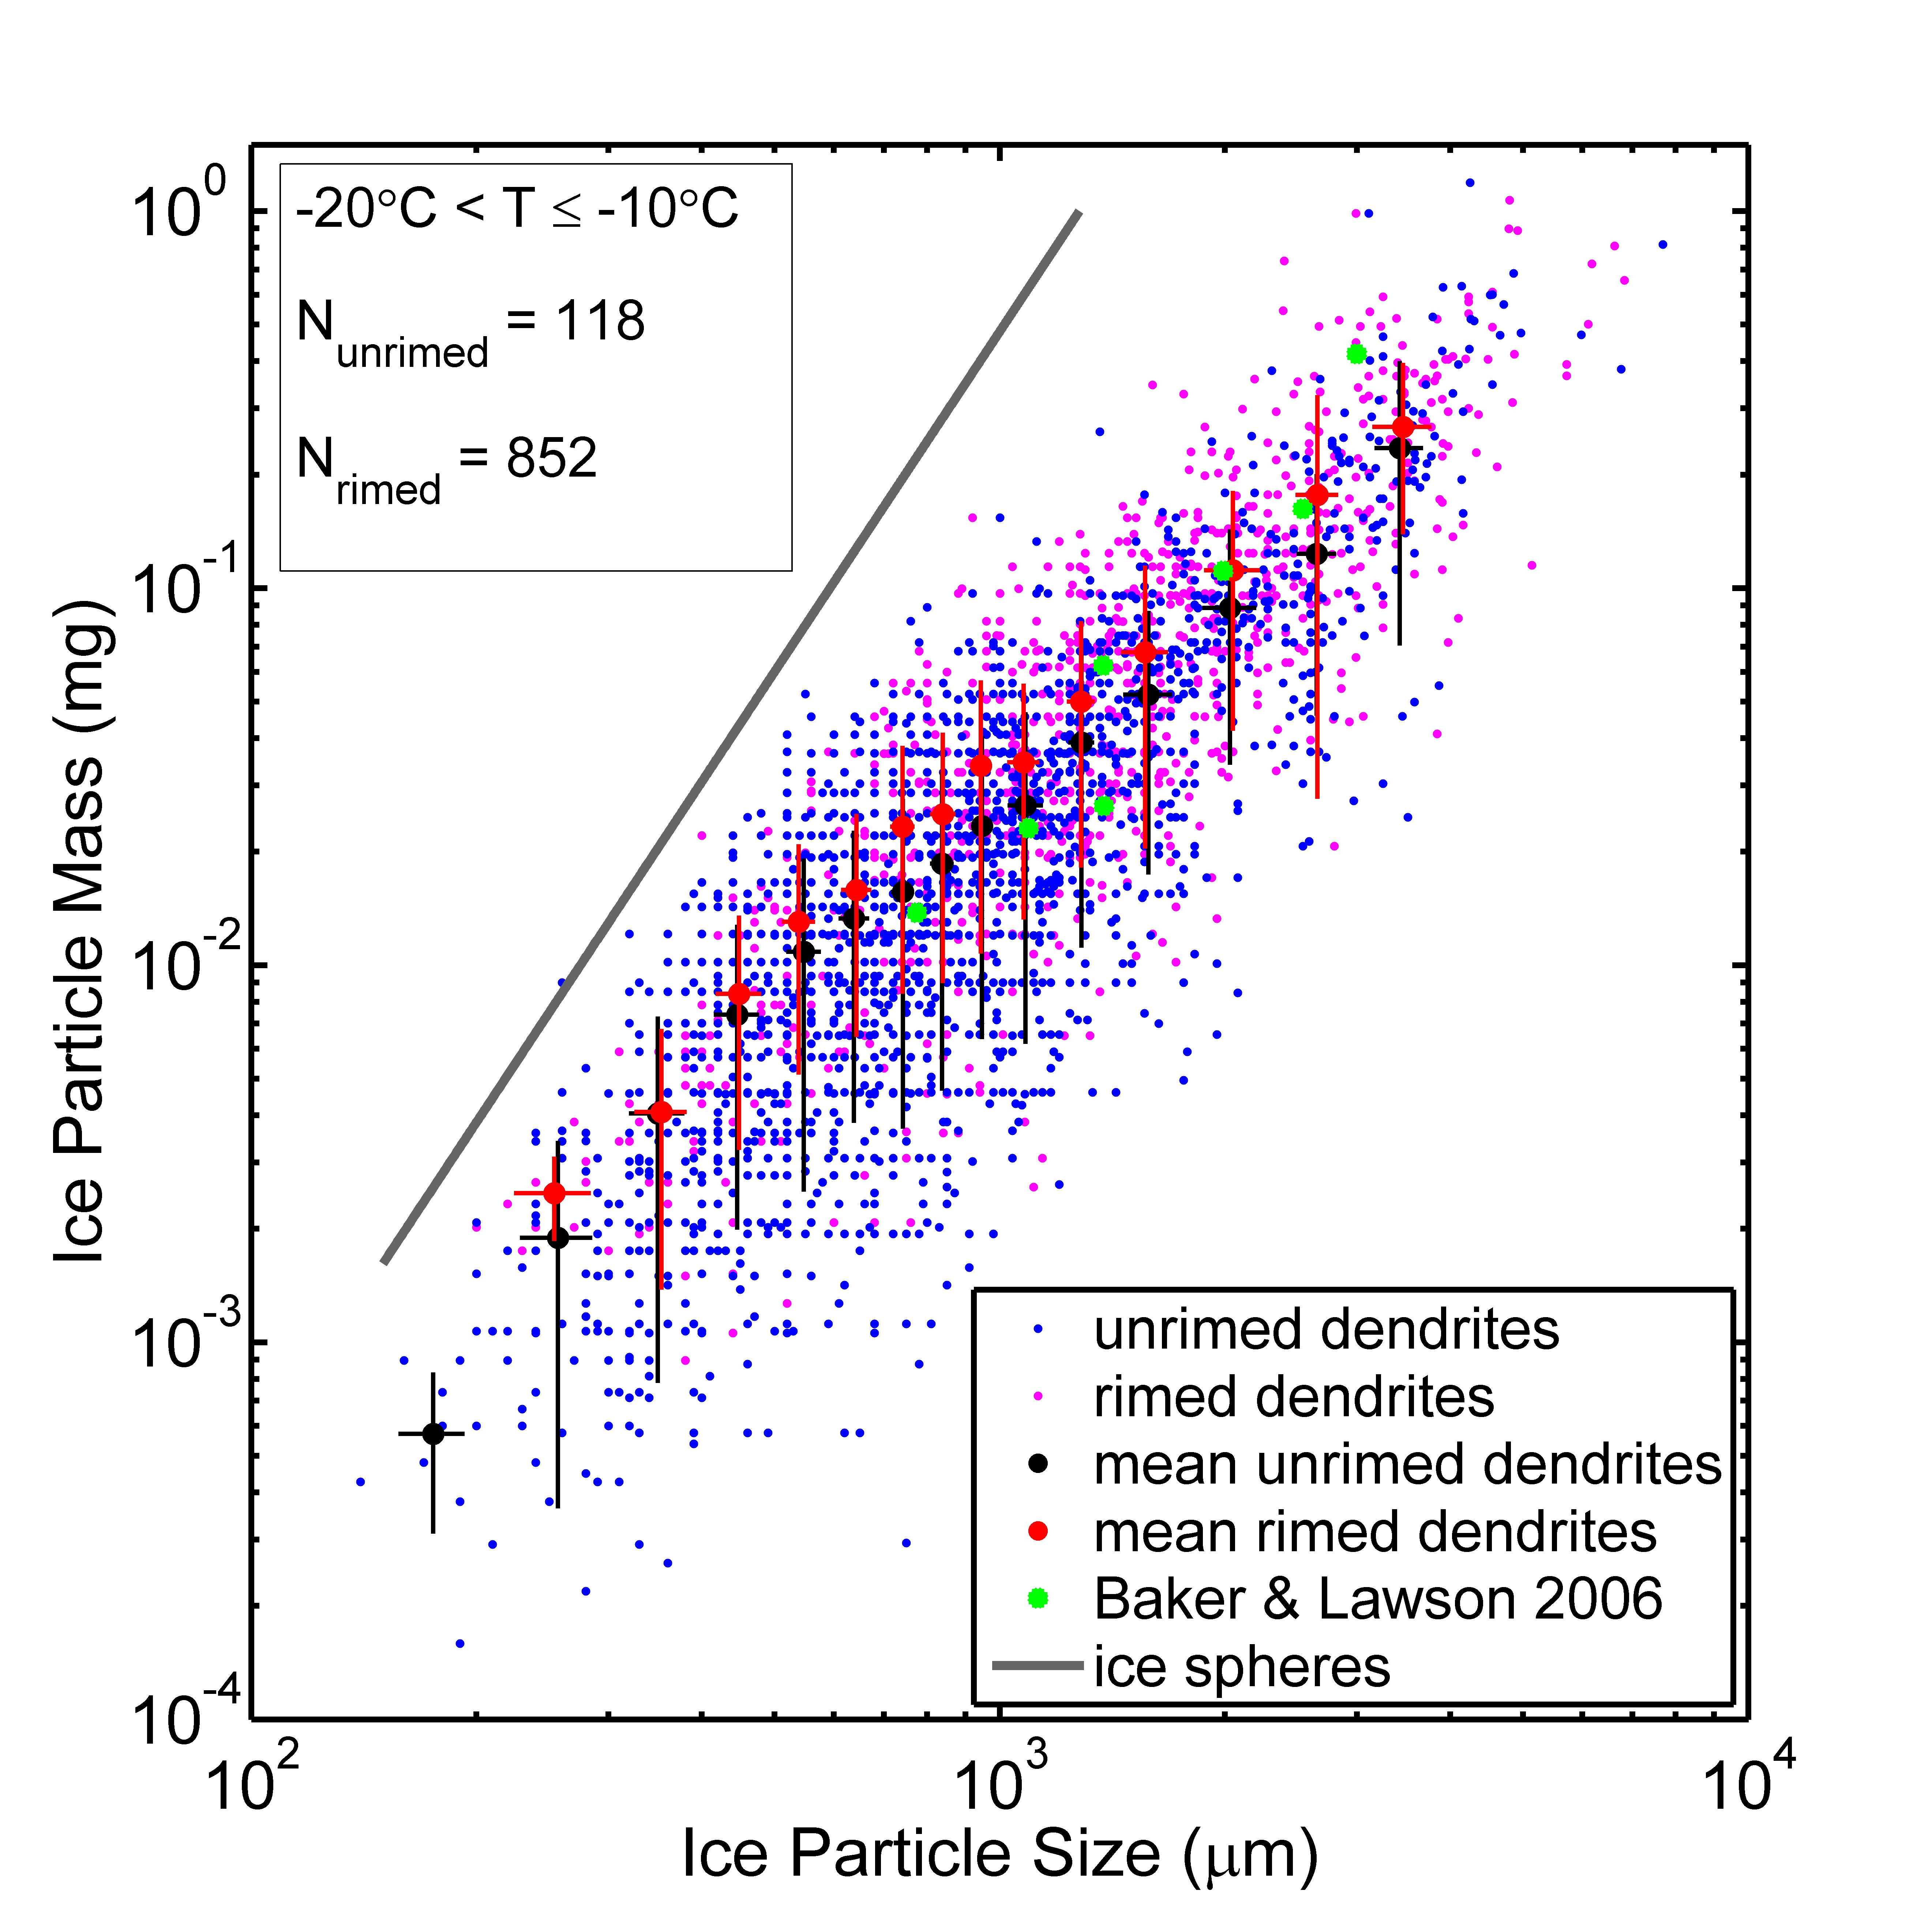 -20°C < T ≤ -10°C
N_unrimed = 118
N_rimed = 852
10^0
10^-1
10^-2
10^-3
10^-4
Ice Particle Mass (mg)
unrimed dendrites
rimed dendrites
mean unrimed dendrites
mean rimed dendrites
Baker & Lawson 2006
ice spheres
10^2 10^3 10^4
Ice Particle Size (μm)